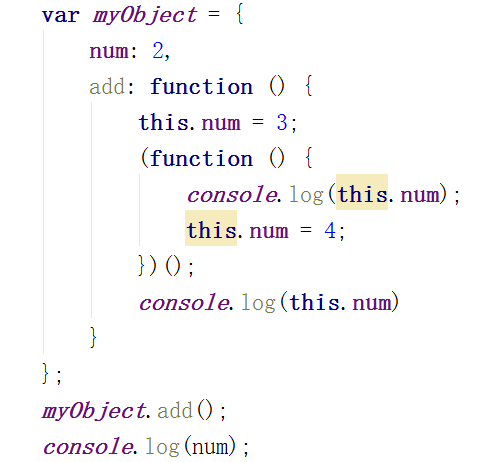 var myObject = {
    num: 2,
    add: function () {
        this.num = 3;
        (function () {
            console.log(this.num);
            this.num = 4;
        })();
        console.log(this.num)
    }
};
myObject.add();
console.log(num);